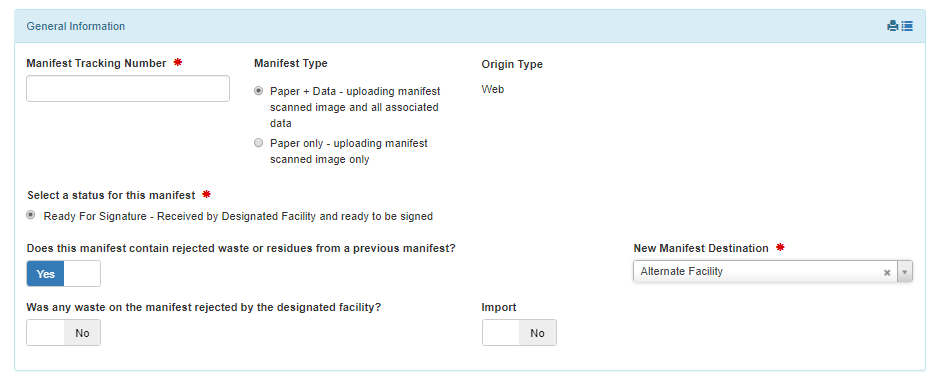 General Information
Manifest Tracking Number *
Manifest Type
Origin Type
Paper + Data - uploading manifest
scanned image and all associated
data
Web
Paper only - uploading manifest
scanned image only
Select a status for this manifest *
Ready For Signature - Received by Designated Facility and ready to be signed
Does this manifest contain rejected waste or residues from a previous manifest?
New Manifest Destination *
Yes
Alternate Facility
Was any waste on the manifest rejected by the designated facility?
Import
No
No